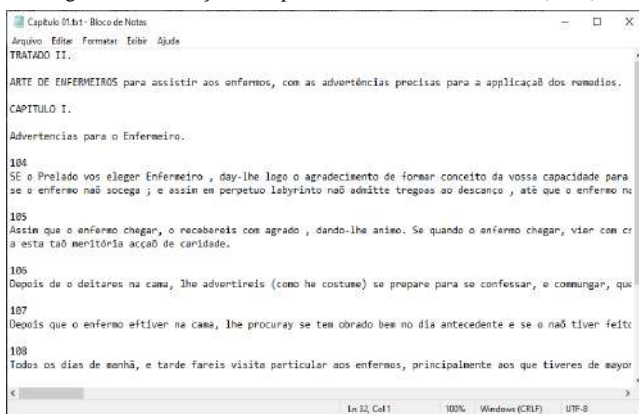 Capítulo 01.txt - Bloco de Notas
Arquivo Editar Formatar Exibir Ajuda
TRATADO II.
ARTE DE ENFERMEIROS para assistir aos enfermos, com as advertências precisas para a applicaçaõ dos remedios.
CAPITULO I.
Advertencias para o Enfermeiro.
104
SE o Prelado vos eleger Enfermeiro , day-lhe logo o agradecimento de formar conceito da vossa capacidade para
se o enfermo naõ socega ; e assim em perpetuo labyrinto naõ admitte tregoas ao descanço , atè que o enfermo na
105
Assim que o enfermo chegar, o recebereis com agrado , dando-lhe animo. Se quando o enfermo chegar, vier com cr
a esta taõ meritória acçaõ de caridade.
106
Depois de o deitares na cama, lhe advertireis (como he costume) se prepare para se confessar, e commungar, que
107
Depois que o enfermo eftiver na cama, lhe procuray se tem obrado bem no dia antecedente e se o naõ tiver feito
108
Todos os dias de manhã, e tarde fareis visita particular aos enfermos, principalmente aos que tiveres de mayor
Ln 32, Col 1 100% Windows (CRLF) UTF-8